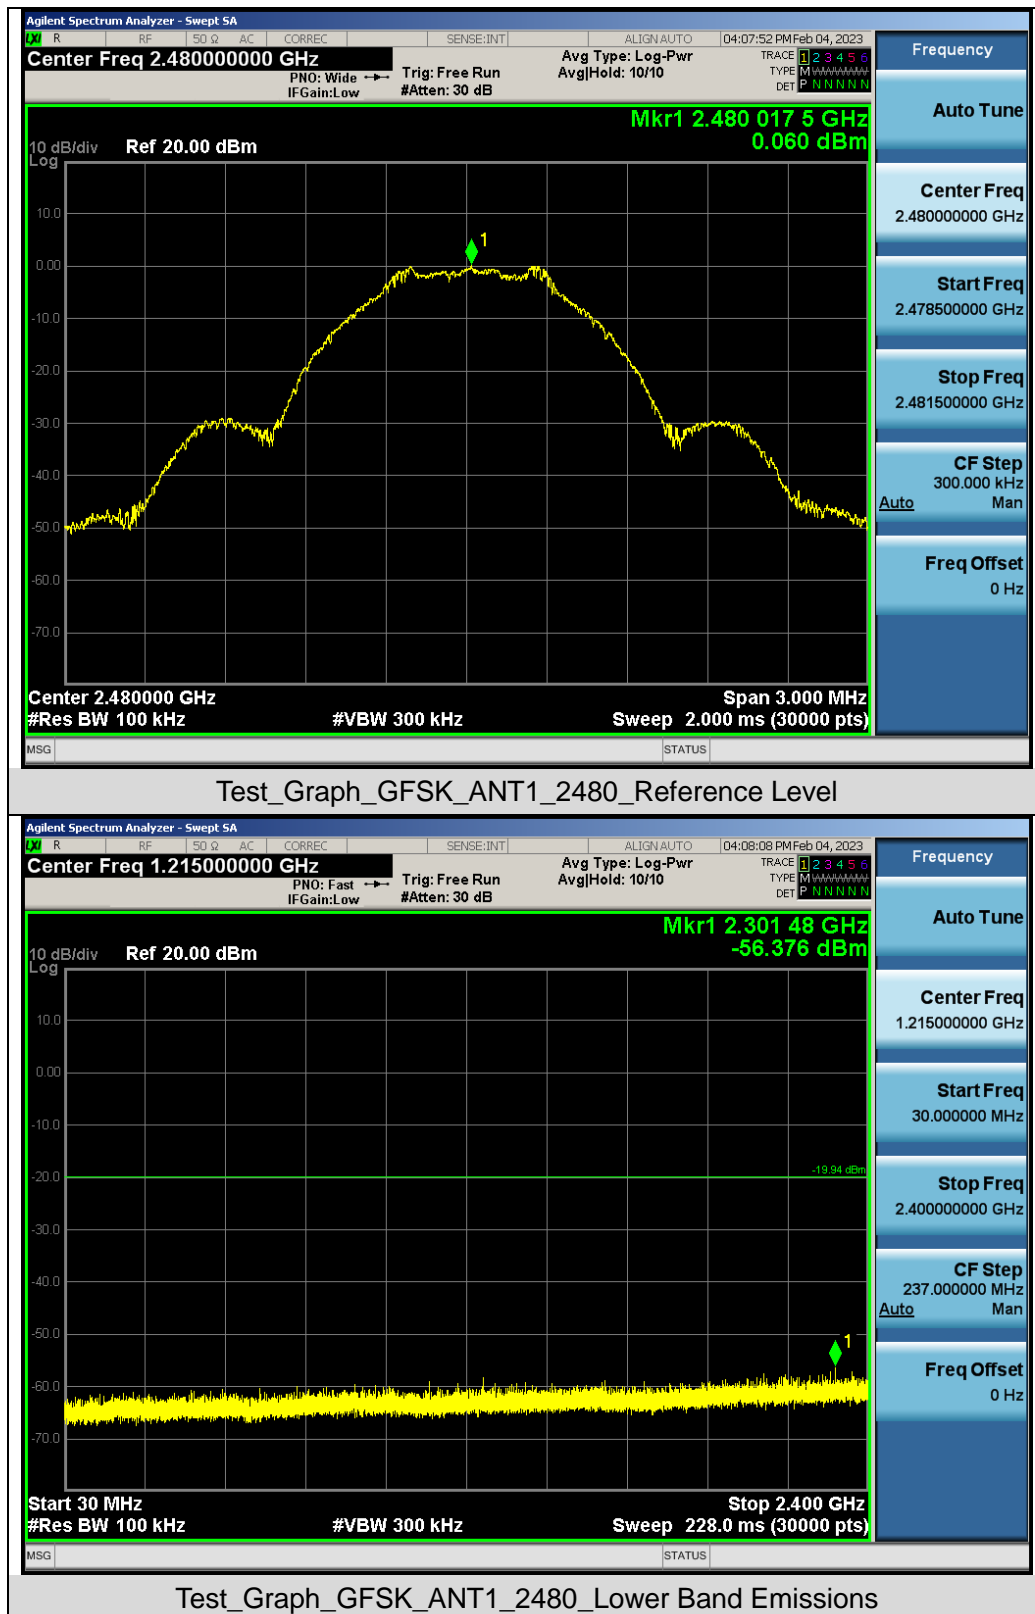 Agilent Spectrum Analyzer - Swept SA
LXI R RF 50 Ω AC CORREC SENSE:INT ALIGN AUTO 04:07:52 PM Feb 04, 2023
Center Freq 2.480000000 GHz
PNO: Wide
IFGain:Low
Trig: Free Run
#Atten: 30 dB
Avg Type: Log-Pwr
Avg|Hold: 10/10
TRACE 1 2 3 4 5 6
TYPE M
DET P N N N N N
Mkr1 2.480 017 5 GHz
0.060 dBm
10 dB/div Ref 20.00 dBm
Log
10.0
0.00
-10.0
-20.0
-30.0
-40.0
-50.0
-60.0
-70.0
1
Center 2.480000 GHz Span 3.000 MHz
#Res BW 100 kHz #VBW 300 kHz Sweep 2.000 ms (30000 pts)
MSG STATUS
Frequency
Auto Tune
Center Freq
2.480000000 GHz
Start Freq
2.478500000 GHz
Stop Freq
2.481500000 GHz
CF Step
300.000 kHz
Auto Man
Freq Offset
0 Hz
Test_Graph_GFSK_ANT1_2480_Reference Level
Agilent Spectrum Analyzer - Swept SA
LXI R RF 50 Ω AC CORREC SENSE:INT ALIGN AUTO 04:08:08 PM Feb 04, 2023
Center Freq 1.215000000 GHz
PNO: Fast
IFGain:Low
Trig: Free Run
#Atten: 30 dB
Avg Type: Log-Pwr
Avg|Hold: 10/10
TRACE 1 2 3 4 5 6
TYPE M
DET P N N N N N
Mkr1 2.301 48 GHz
-56.376 dBm
10 dB/div Ref 20.00 dBm
Log
10.0
0.00
-10.0
-20.0
-30.0
-40.0
-50.0
-60.0
-70.0
-19.94 dBm
1
Start 30 MHz Stop 2.400 GHz
#Res BW 100 kHz #VBW 300 kHz Sweep 228.0 ms (30000 pts)
MSG STATUS
Frequency
Auto Tune
Center Freq
1.215000000 GHz
Start Freq
30.000000 MHz
Stop Freq
2.400000000 GHz
CF Step
237.000000 MHz
Auto Man
Freq Offset
0 Hz
Test_Graph_GFSK_ANT1_2480_Lower Band Emissions